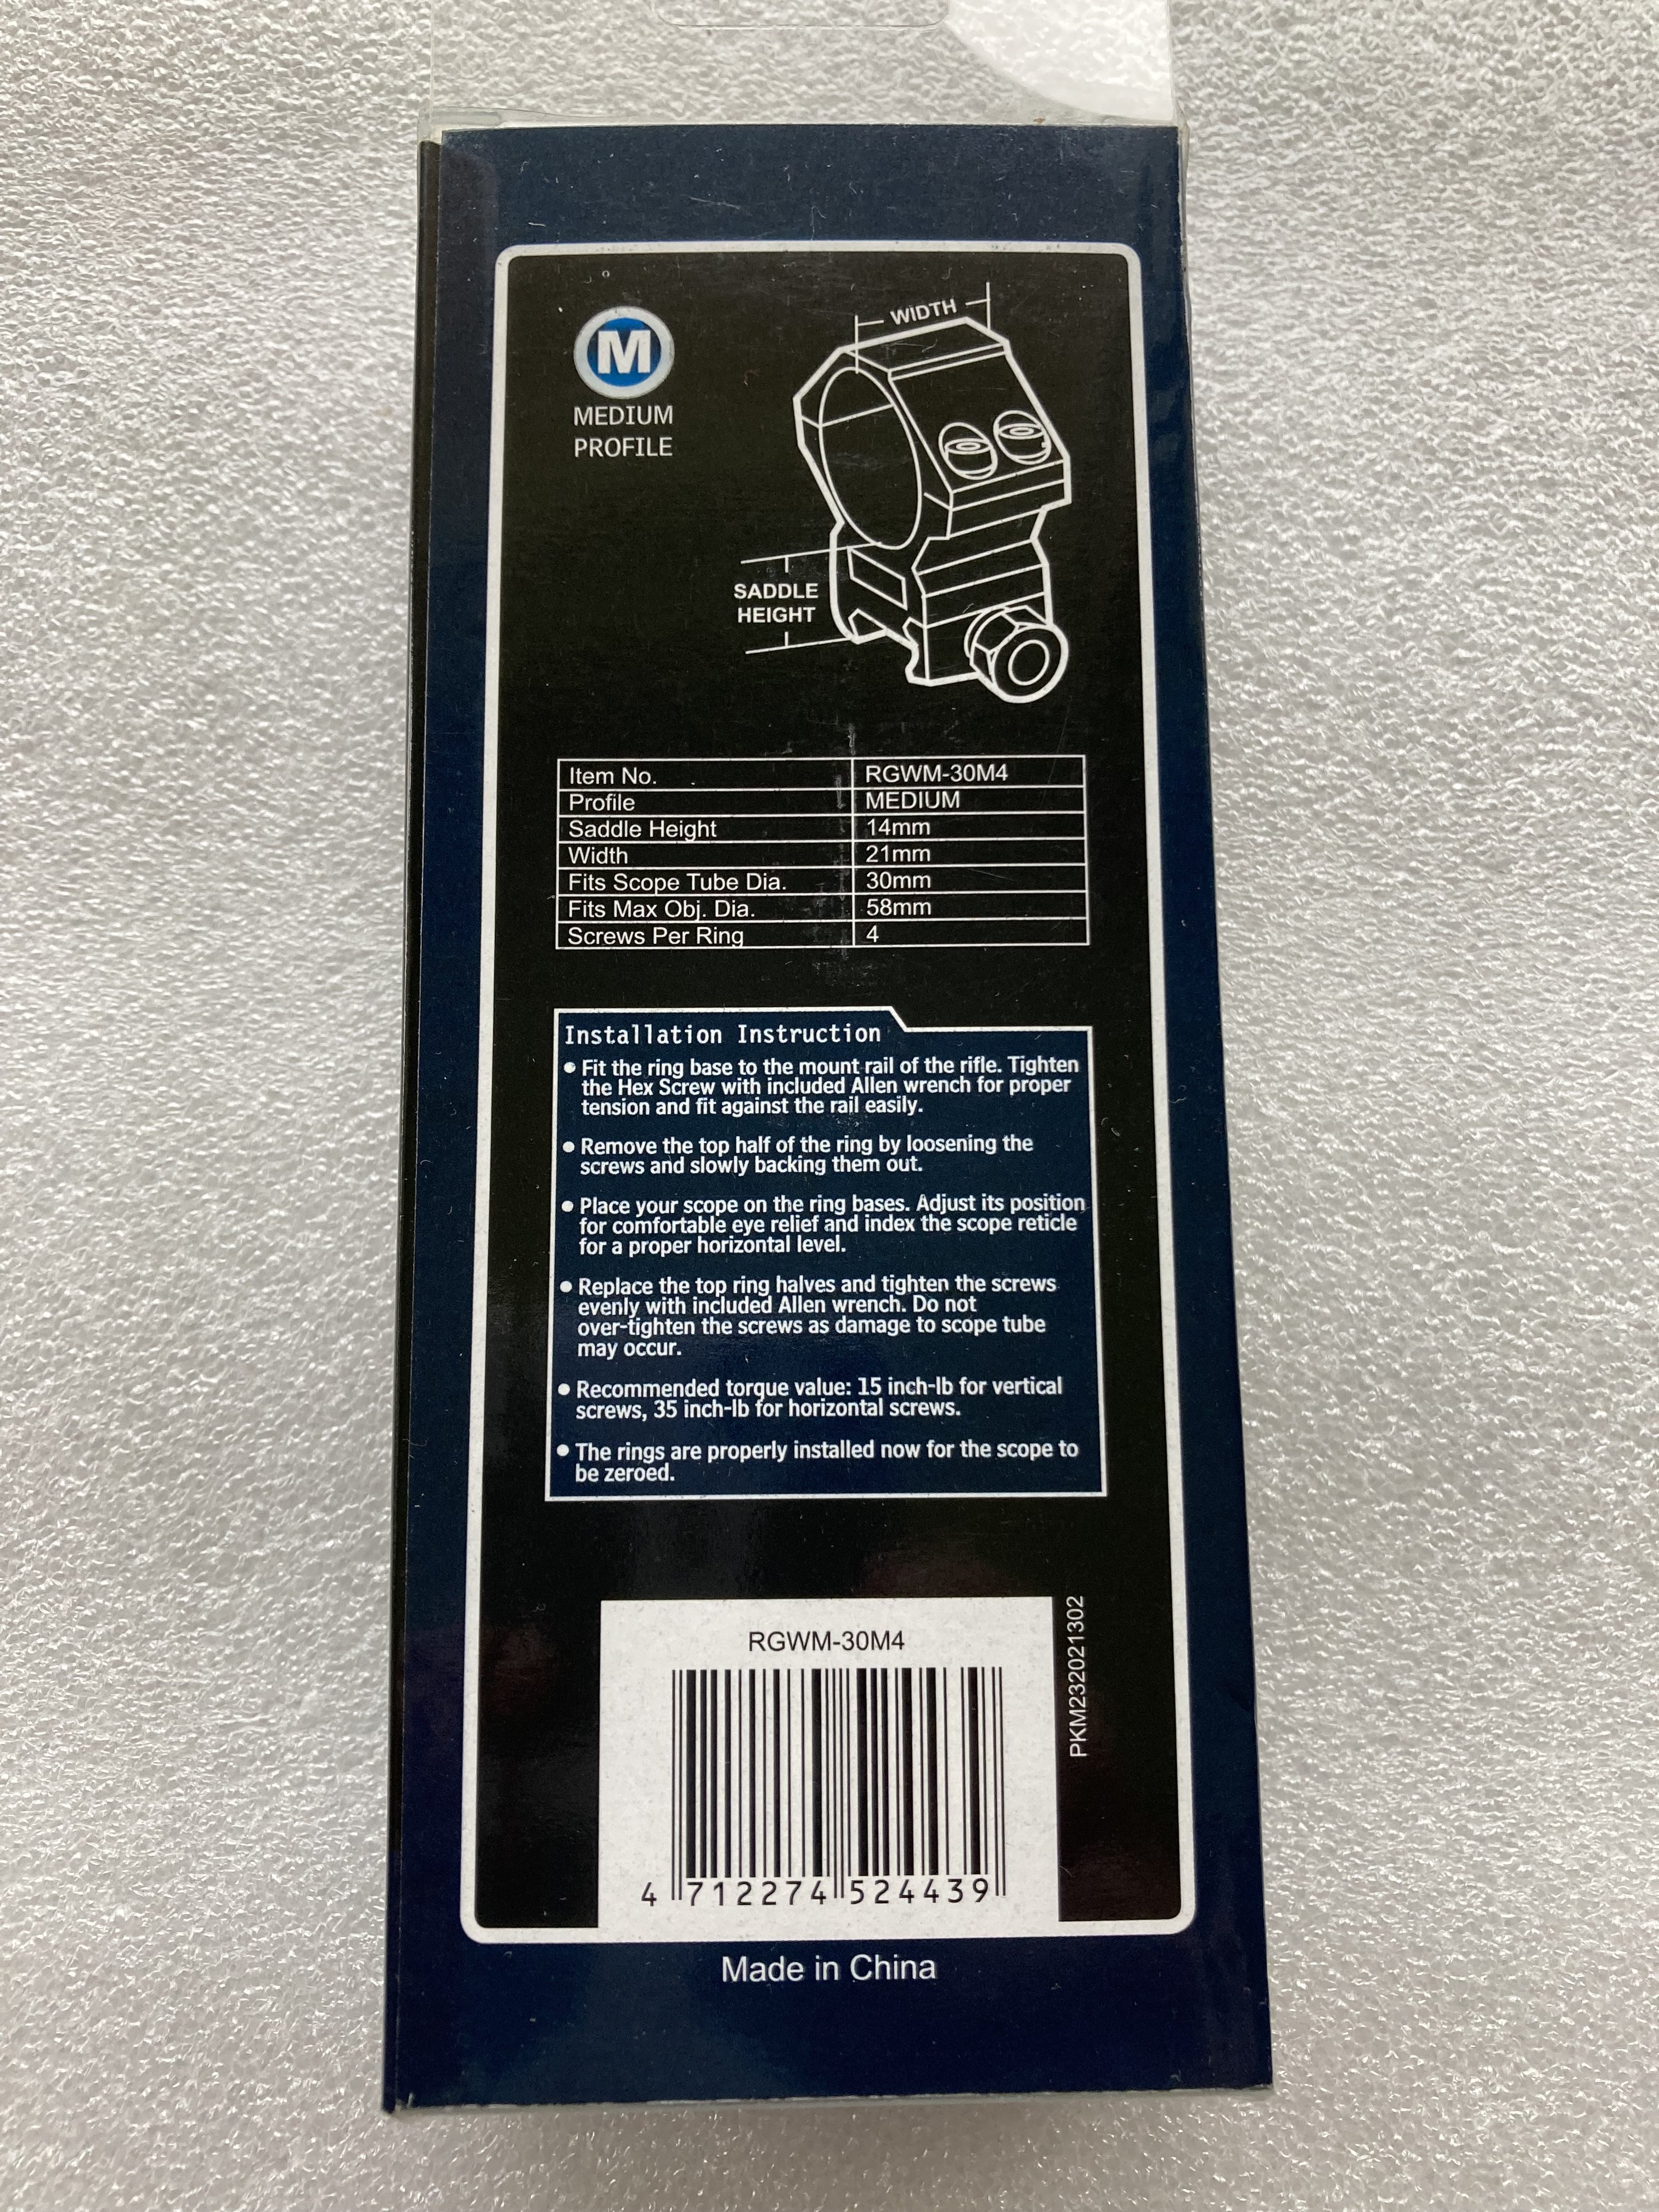 M
MEDIUM
PROFILE
WIDTH
SADDLE
HEIGHT
Item No. RGWM-30M4
Profile MEDIUM
Saddle Height 14mm
Width 21mm
Fits Scope Tube Dia. 30mm
Fits Max Obj. Dia. 58mm
Screws Per Ring 4
Installation Instruction
• Fit the ring base to the mount rail of the rifle. Tighten
the Hex Screw with included Allen wrench for proper
tension and fit against the rail easily.
• Remove the top half of the ring by loosening the
screws and slowly backing them out.
• Place your scope on the ring bases. Adjust its position
for comfortable eye relief and index the scope reticle
for a proper horizontal level.
• Replace the top ring halves and tighten the screws
evenly with included Allen wrench. Do not
over-tighten the screws as damage to scope tube
may occur.
• Recommended torque value: 15 inch-lb for vertical
screws, 35 inch-lb for horizontal screws.
• The rings are properly installed now for the scope to
be zeroed.
RGWM-30M4
4 712274 524439
PKM232021302
Made in China